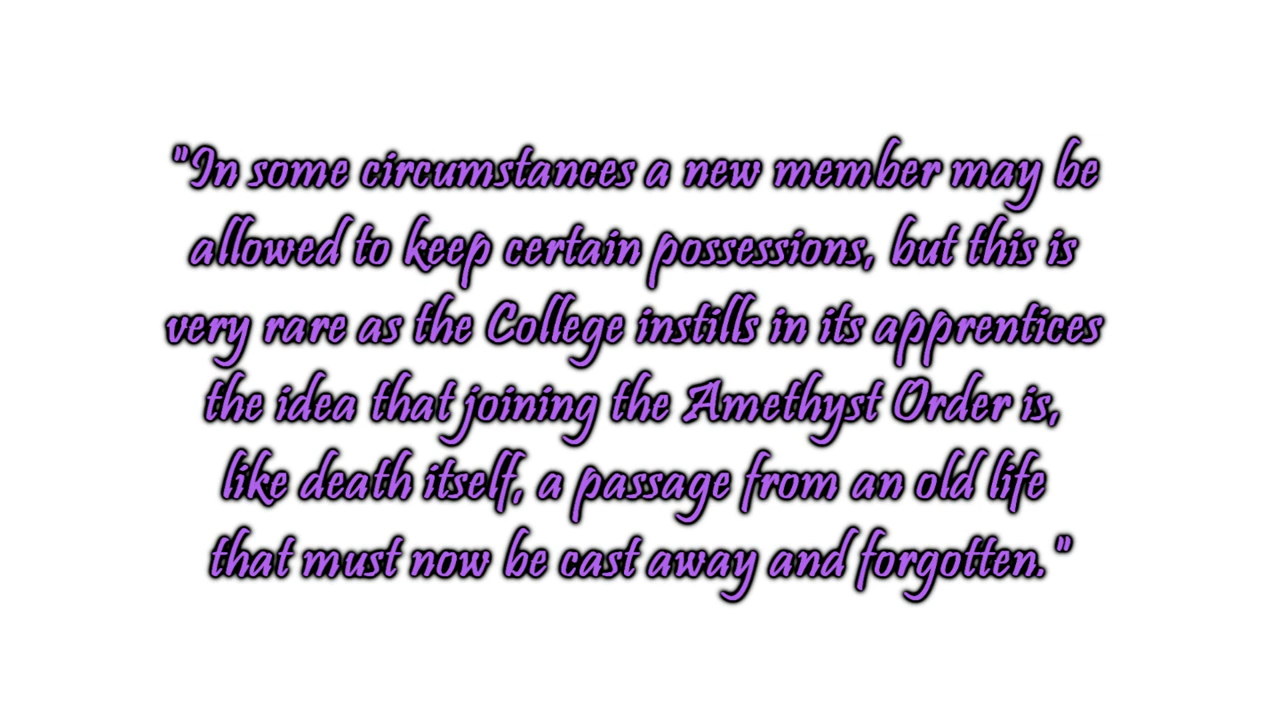 "In some circumstances a new member may be
allowed to keep certain possessions, but this is
very rare as the College instills in its apprentices
the idea that joining the Amethyst Order is,
like death itself, a passage from an old life
that must now be cast away and forgotten."